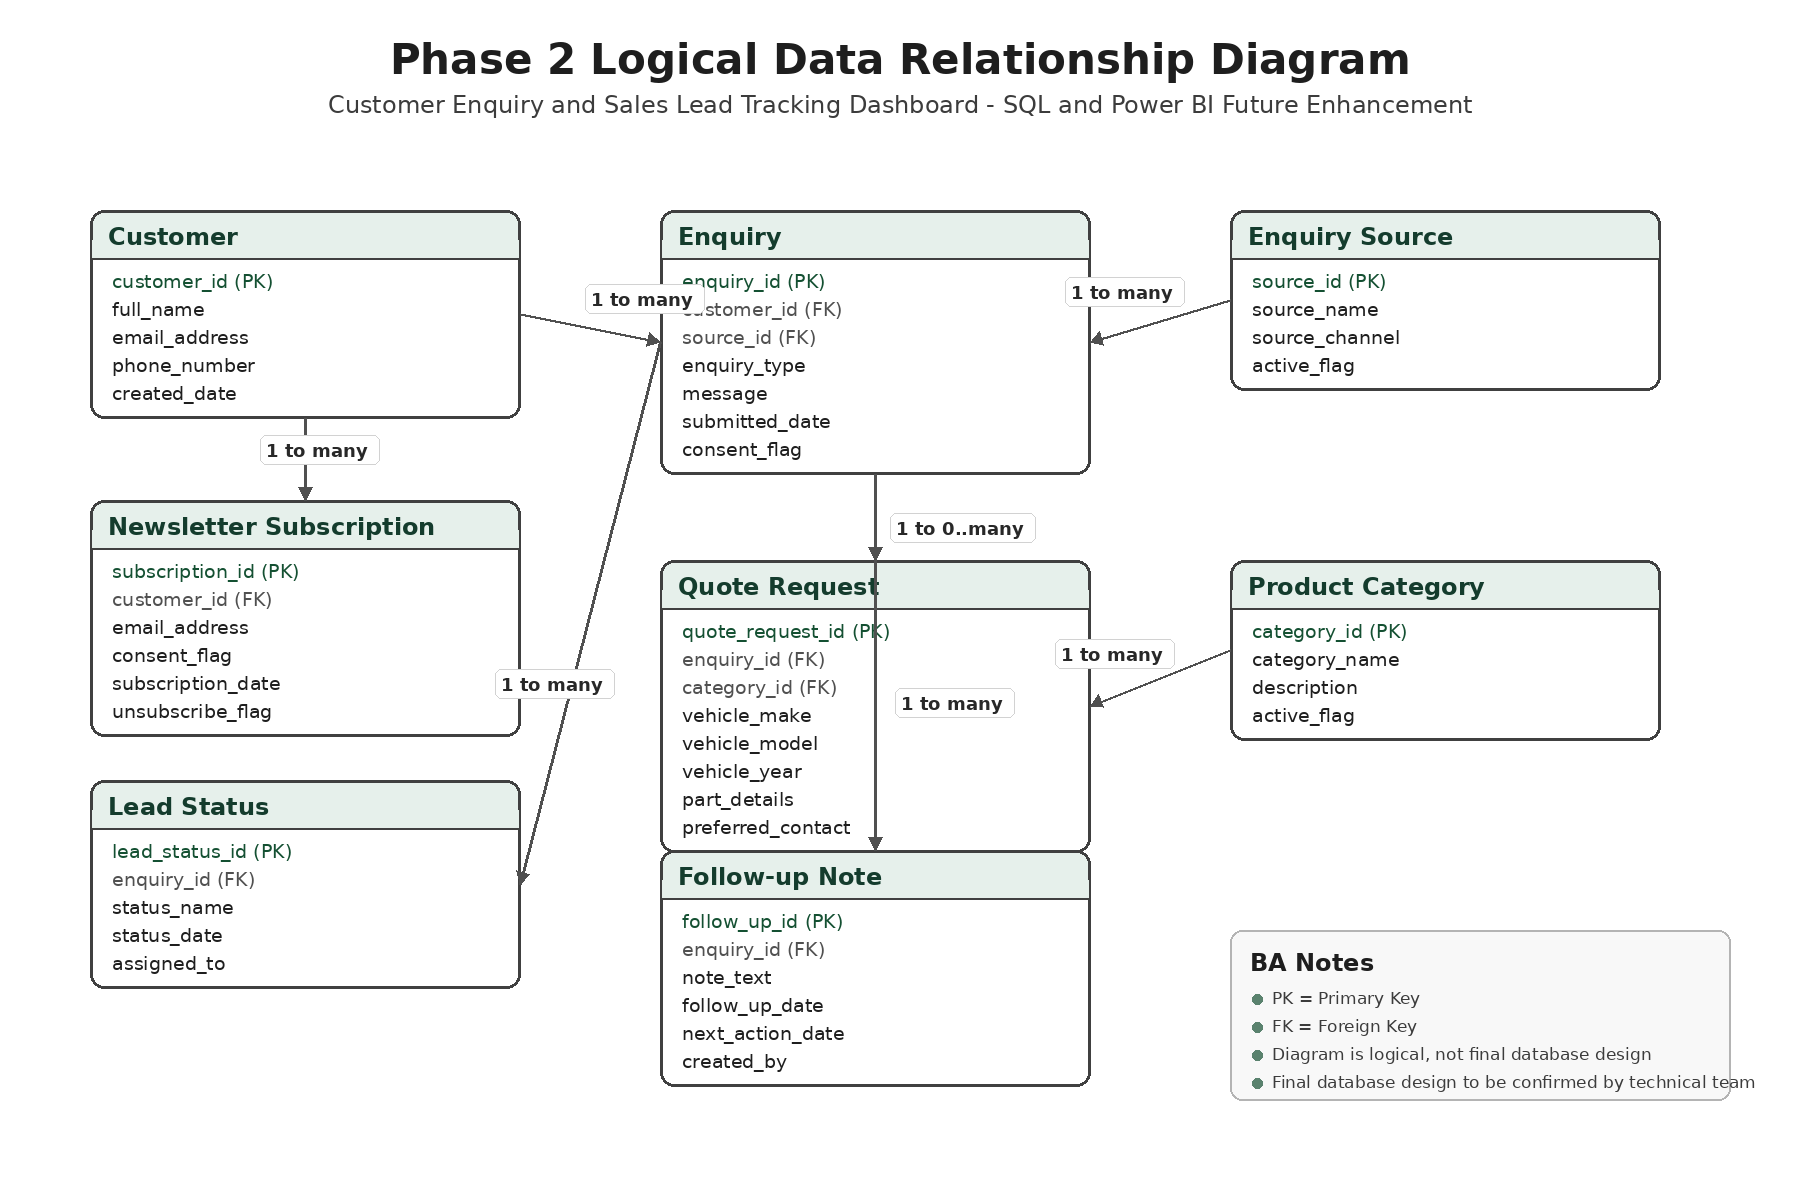 Phase 2 Logical Data Relationship Diagram
Customer Enquiry and Sales Lead Tracking Dashboard - SQL and Power BI Future Enhancement
Customer
customer_id (PK)
full_name
email_address
phone_number
created_date
1 to many
Enquiry
enquiry_id (PK)
customer_id (FK)
source_id (FK)
enquiry_type
message
submitted_date
consent_flag
1 to many
Enquiry Source
source_id (PK)
source_name
source_channel
active_flag
1 to many
Newsletter Subscription
subscription_id (PK)
customer_id (FK)
email_address
consent_flag
subscription_date
unsubscribe_flag
1 to many
1 to 0..many
Quote Request
quote_request_id (PK)
enquiry_id (FK)
category_id (FK)
vehicle_make
vehicle_model
vehicle_year
part_details
preferred_contact
1 to many
1 to many
Product Category
category_id (PK)
category_name
description
active_flag
Lead Status
lead_status_id (PK)
enquiry_id (FK)
status_name
status_date
assigned_to
Follow-up Note
follow_up_id (PK)
enquiry_id (FK)
note_text
follow_up_date
next_action_date
created_by
BA Notes
PK = Primary Key
FK = Foreign Key
Diagram is logical, not final database design
Final database design to be confirmed by technical team